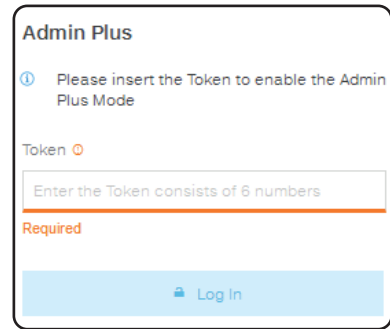 Admin Plus
Please insert the Token to enable the Admin
Plus Mode
Token
Enter the Token consists of 6 numbers
Required
Log In